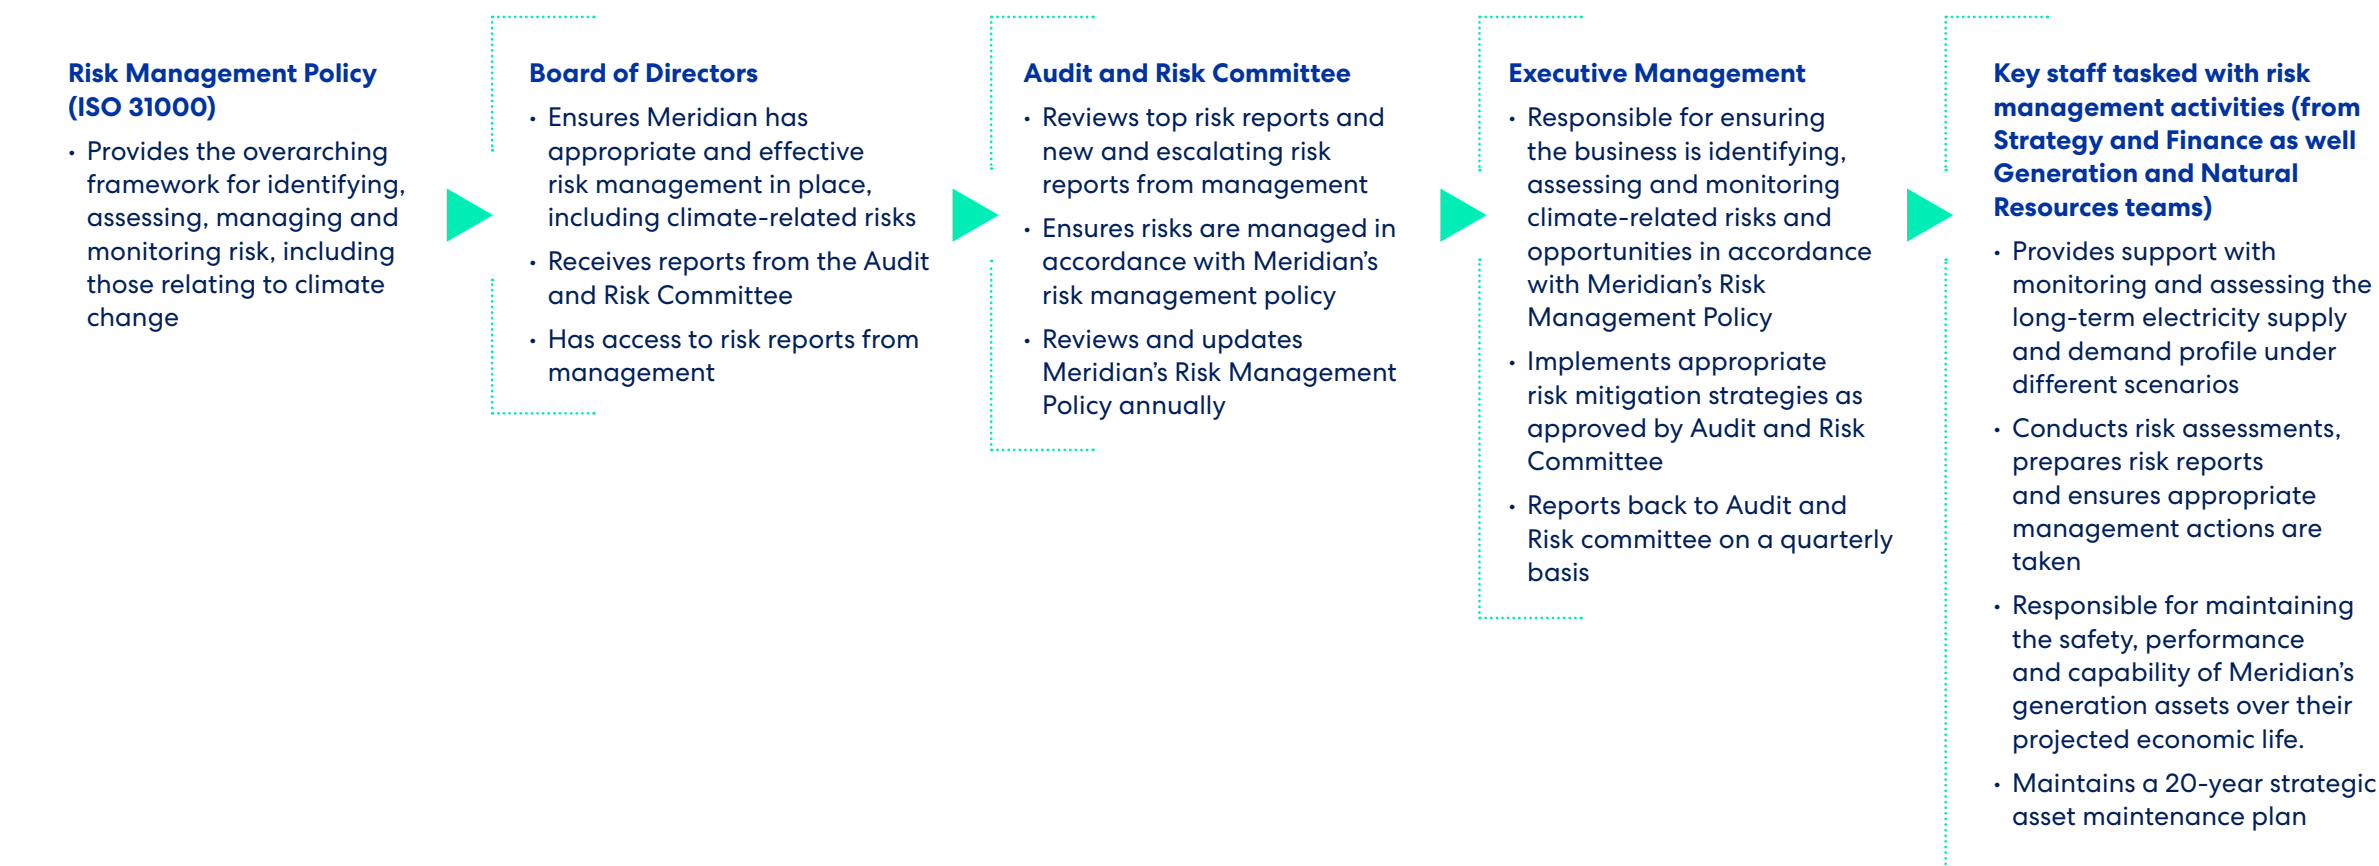 Risk Management Policy
(ISO 31000)
• Provides the overarching
framework for identifying,
assessing, managing and
monitoring risk, including
those relating to climate
change
Board of Directors
• Ensures Meridian has
appropriate and effective
risk management in place,
including climate-related risks
• Receives reports from the Audit
and Risk Committee
• Has access to risk reports from
management
Audit and Risk Committee
• Reviews top risk reports and
new and escalating risk
reports from management
• Ensures risks are managed in
accordance with Meridian’s
risk management policy
• Reviews and updates
Meridian’s Risk Management
Policy annually
Executive Management
• Responsible for ensuring
the business is identifying,
assessing and monitoring
climate-related risks and
opportunities in accordance
with Meridian’s Risk
Management Policy
• Implements appropriate
risk mitigation strategies as
approved by Audit and Risk
Committee
• Reports back to Audit and
Risk committee on a quarterly
basis
Key staff tasked with risk
management activities (from
Strategy and Finance as well
Generation and Natural
Resources teams)
• Provides support with
monitoring and assessing the
long-term electricity supply
and demand profile under
different scenarios
• Conducts risk assessments,
prepares risk reports
and ensures appropriate
management actions are
taken
• Responsible for maintaining
the safety, performance
and capability of Meridian’s
generation assets over their
projected economic life.
• Maintains a 20-year strategic
asset maintenance plan